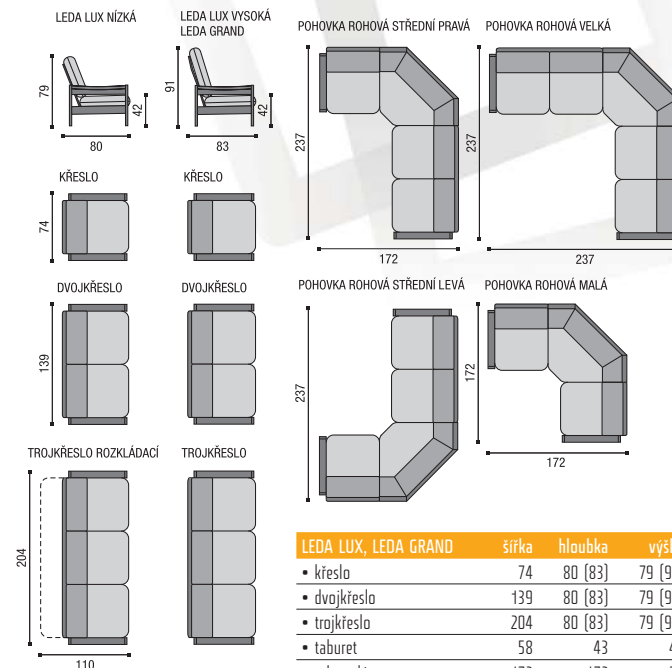 LEDA LUX NÍZKÁ
LEDA LUX VYSOKÁ
LEDA GRAND
79
42
80
91
42
83
KŘESLO
KŘESLO
74
DVOJKŘESLO
DVOJKŘESLO
139
TROJKŘESLO ROZKLÁDACÍ
TROJKŘESLO
204
110
POHOVKA ROHOVÁ STŘEDNÍ PRAVÁ
POHOVKA ROHOVÁ VELKÁ
237
172
237
237
POHOVKA ROHOVÁ STŘEDNÍ LEVÁ
POHOVKA ROHOVÁ MALÁ
237
172
172
LEDA LUX, LEDA GRAND šířka hloubka
• křeslo 74 80 (83) 79
• dvojkřeslo 139 80 (83) 79
• trojkřeslo 204 80 (83) 79
• taburet 58 43